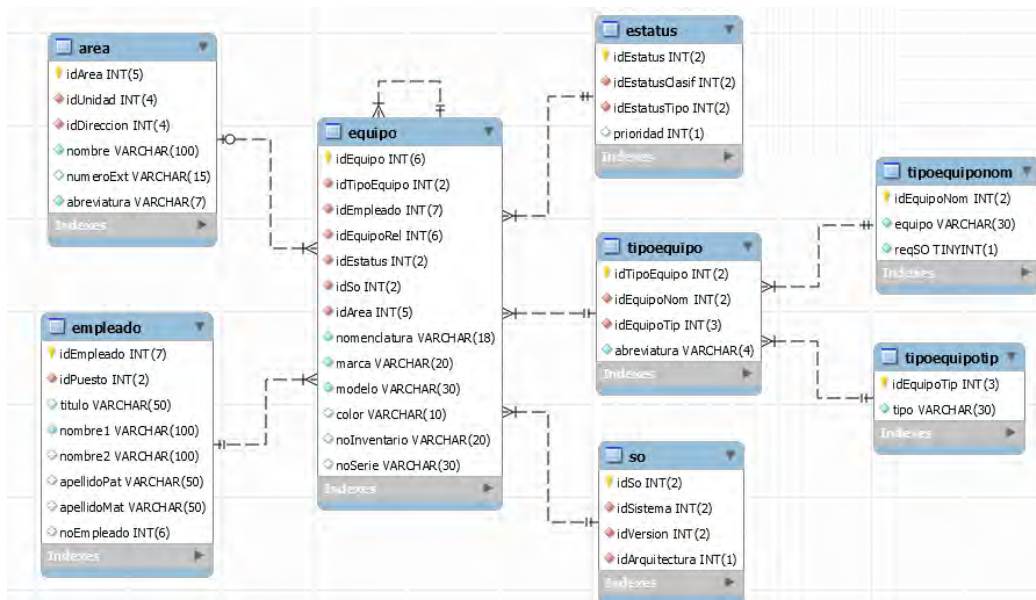 area
idArea INT(5)
idUnidad INT(4)
idDireccion INT(4)
nombre VARCHAR(100)
numeroExt VARCHAR(15)
abreviatura VARCHAR(7)
Indexes
empleado
idEmpleado INT(7)
idPuesto INT(2)
titulo VARCHAR(50)
nombre1 VARCHAR(100)
nombre2 VARCHAR(100)
apellidoPat VARCHAR(50)
apellidoMat VARCHAR(50)
noEmpleado INT(6)
Indexes
equipo
idEquipo INT(6)
idTipoEquipo INT(2)
idEmpleado INT(7)
idEquipoRel INT(6)
idEstatus INT(2)
idSo INT(2)
idArea INT(5)
nomenclatura VARCHAR(18)
marca VARCHAR(20)
modelo VARCHAR(30)
color VARCHAR(10)
noInventario VARCHAR(20)
noSerie VARCHAR(30)
Indexes
estatus
idEstatus INT(2)
idEstatusClasif INT(2)
idEstatusTipo INT(2)
prioridad INT(1)
Indexes
tipoequipo
idTipoEquipo INT(2)
idEquipoNom INT(2)
idEquipoTip INT(3)
abreviatura VARCHAR(4)
Indexes
so
idSo INT(2)
idSistema INT(2)
idVersion INT(2)
idArquitectura INT(1)
Indexes
tipoequiponom
idEquipoNom INT(2)
equipo VARCHAR(30)
reqSO TINYINT(1)
Indexes
tipoequipotip
idEquipoTip INT(3)
tipo VARCHAR(30)
Indexes